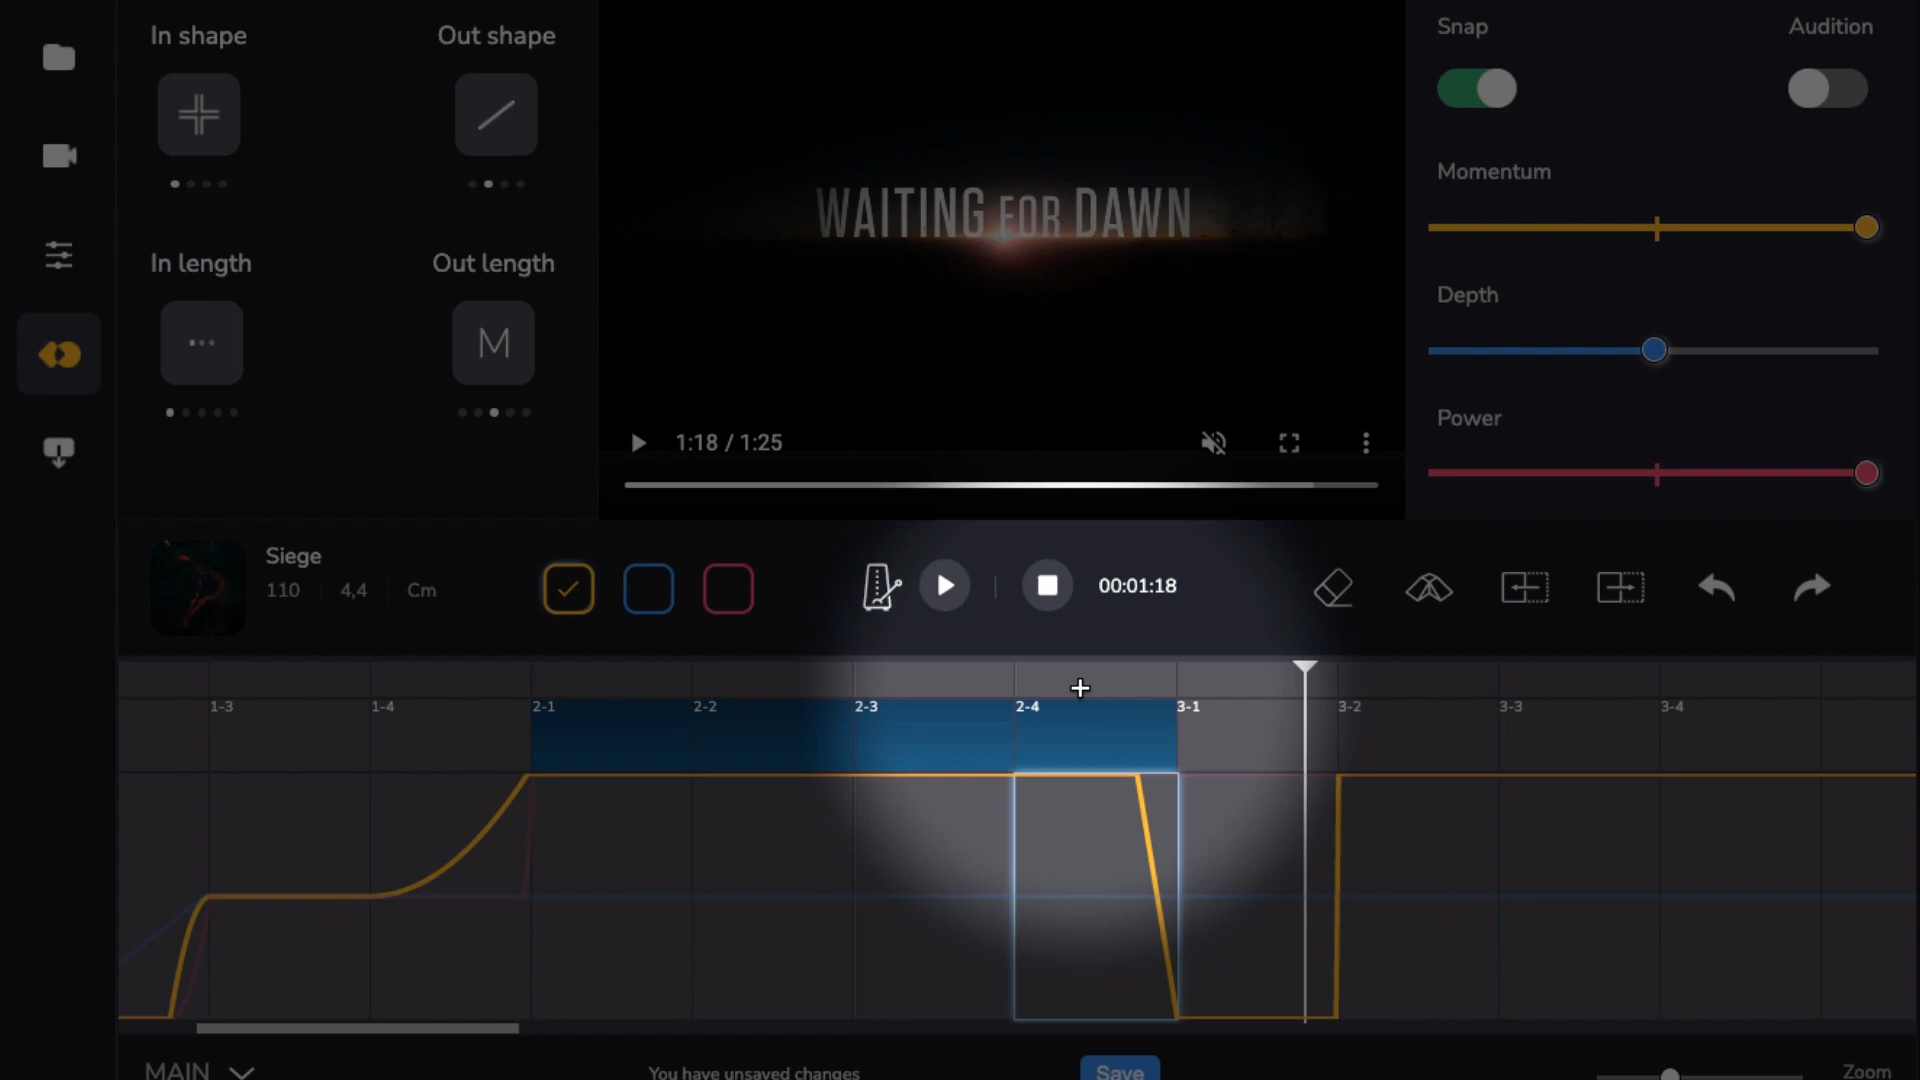 In shape
Out shape
In length
Out length
M
WAITING FOR DAWN
1:18 / 1:25
Snap
Audition
Momentum
Depth
Power
Siege
110
4,4
Cm
00:01:18
1-3
1-4
2-1
2-2
2-3
2-4
3-1
3-2
3-3
3-4
MAIN
You have unsaved changes
Save
Zoom